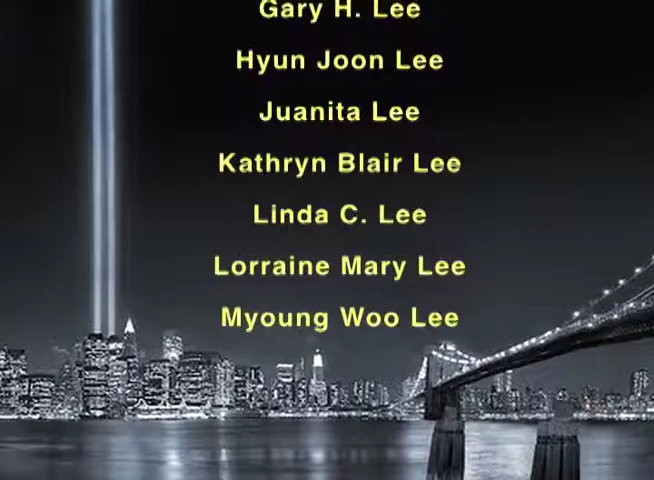 Gary H. Lee
Hyun Joon Lee
Juanita Lee
Kathryn Blair Lee
Linda C. Lee
Lorraine Mary Lee
Myoung Woo Lee